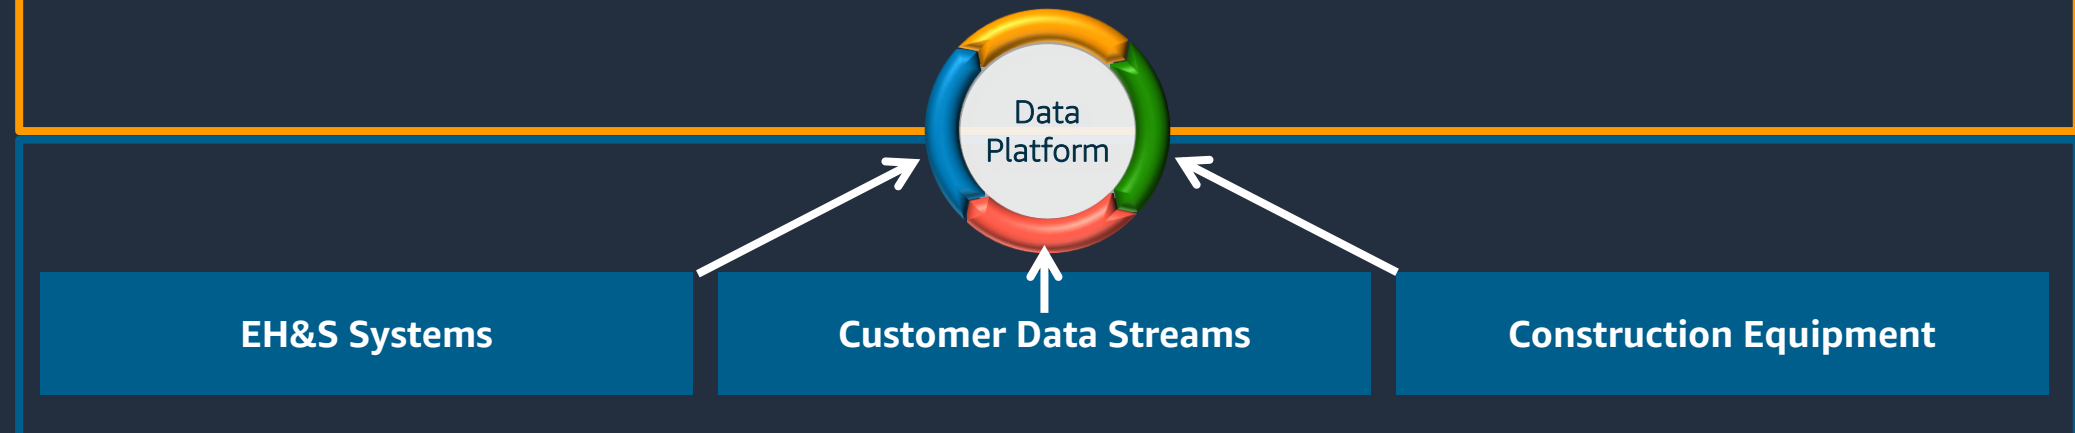 Data
Platform
EH&S Systems
Customer Data Streams
Construction Equipment